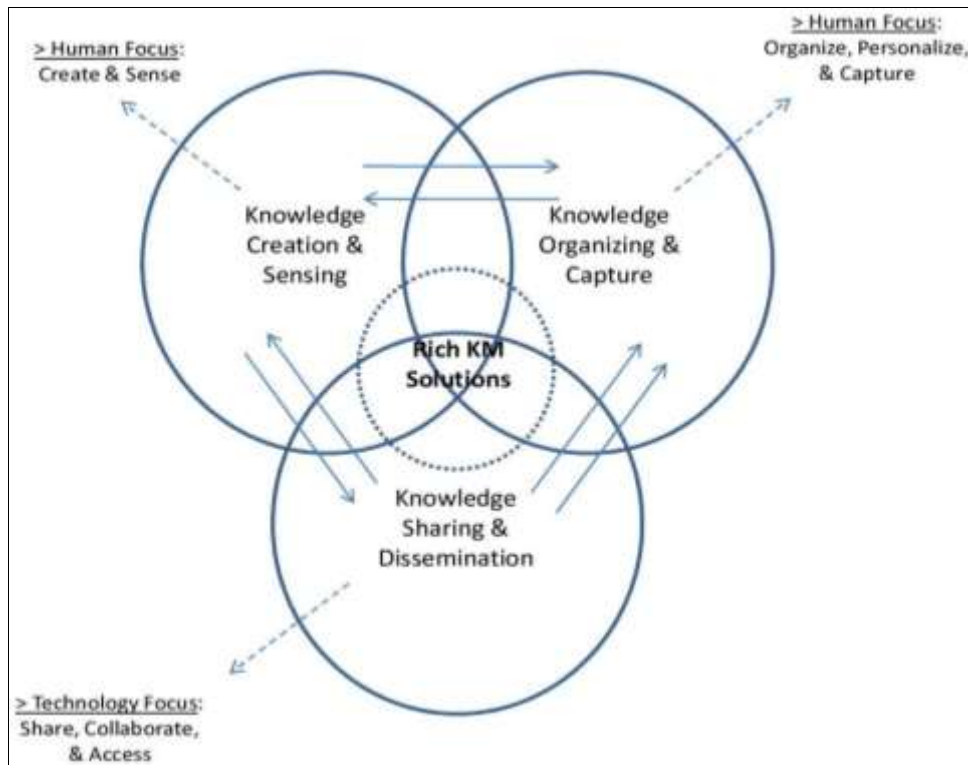 > Human Focus:
Create & Sense
> Human Focus:
Organize, Personalize,
& Capture
Knowledge
Creation &
Sensing
Knowledge
Organizing &
Capture
Rich KM
Solutions
Knowledge
Sharing &
Dissemination
> Technology Focus:
Share, Collaborate,
& Access